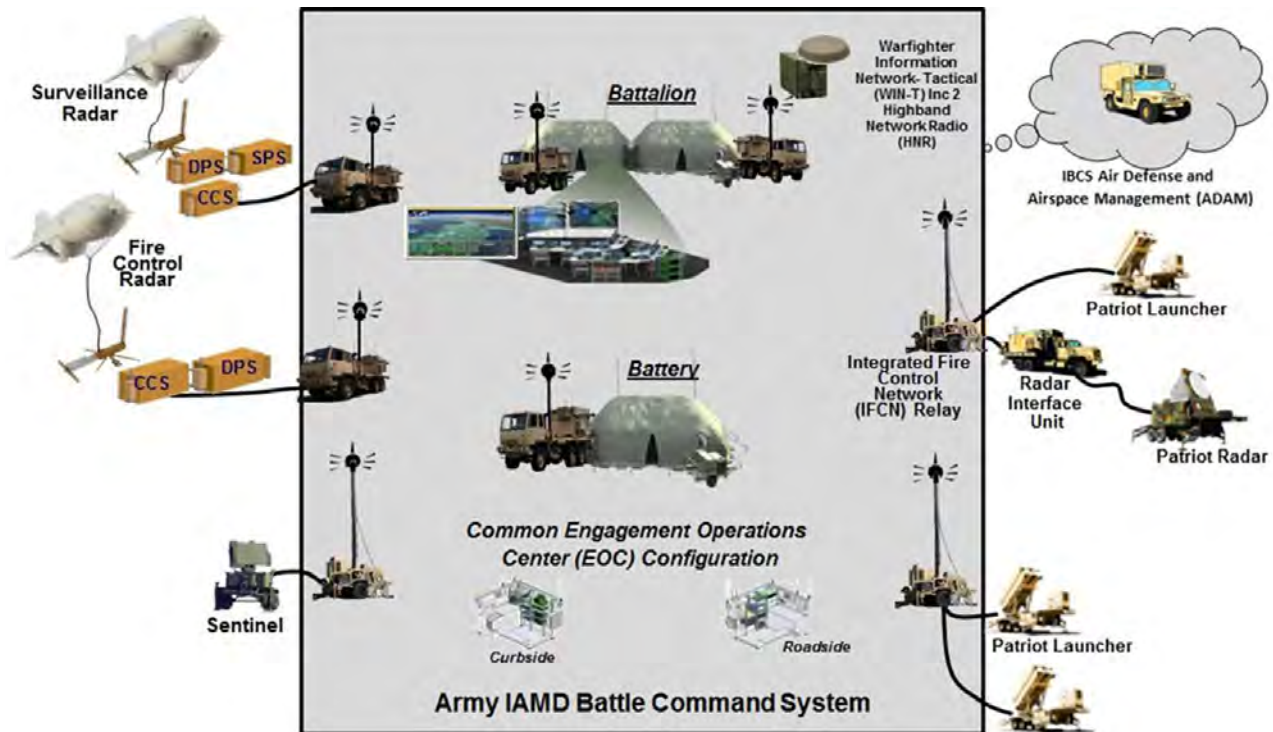 Surveillance
Radar
DPS
SPS
CCS
Fire
Control
Radar
CCS
DPS
Sentinel
Battalion
Warfighter
Information
Network- Tactical
(WIN-T) Inc 2
Highband
Network Radio
(HNR)
Battery
Common Engagement Operations
Center (EOC) Configuration
Curbside
Roadside
Army IAMD Battle Command System
IBCS Air Defense and
Airspace Management (ADAM)
Patriot Launcher
Integrated Fire
Control
Network
(IFCN) Relay
Radar
Interface
Unit
Patriot Radar
Patriot Launcher